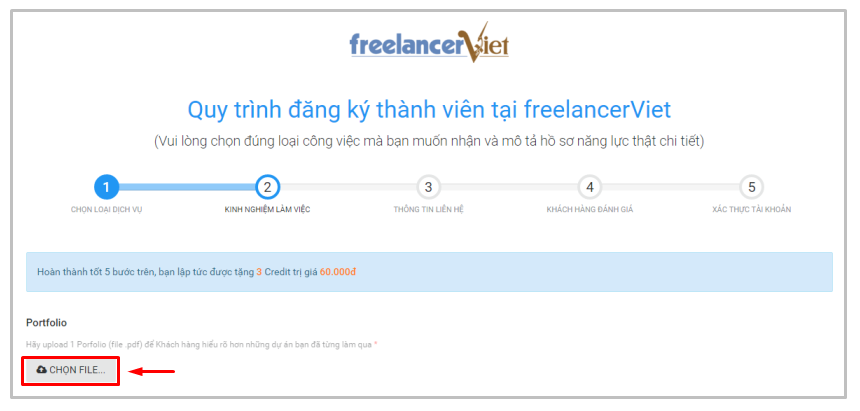 freelancerViet
Quy trình đăng ký thành viên tại freelancerViet
(Vui lòng chọn đúng loại công việc mà bạn muốn nhận và mô tả hồ sơ năng lực thật chi tiết)
1 2 3 4 5
CHỌN LOẠI DỊCH VỤ KINH NGHIỆM LÀM VIỆC THÔNG TIN LIÊN HỆ KHÁCH HÀNG ĐÁNH GIÁ XÁC THỰC TÀI KHOẢN
Hoàn thành tốt 5 bước trên, bạn lập tức được tặng 3 Credit trị giá 60.000đ
Portfolio
Hãy upload 1 Porfolio (file .pdf) để Khách hàng hiểu rõ hơn những dự án bạn đã từng làm qua *
CHỌN FILE...